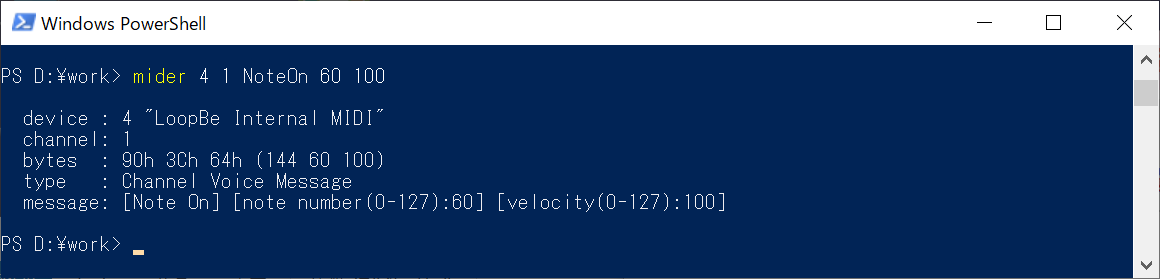 Windows PowerShell
PS D:¥work> mider 4 1 NoteOn 60 100
device : 4 "LoopBe Internal MIDI"
channel: 1
bytes  : 90h 3Ch 64h (144 60 100)
type   : Channel Voice Message
message: [Note On] [note number(0-127):60] [velocity(0-127):100]
PS D:¥work>